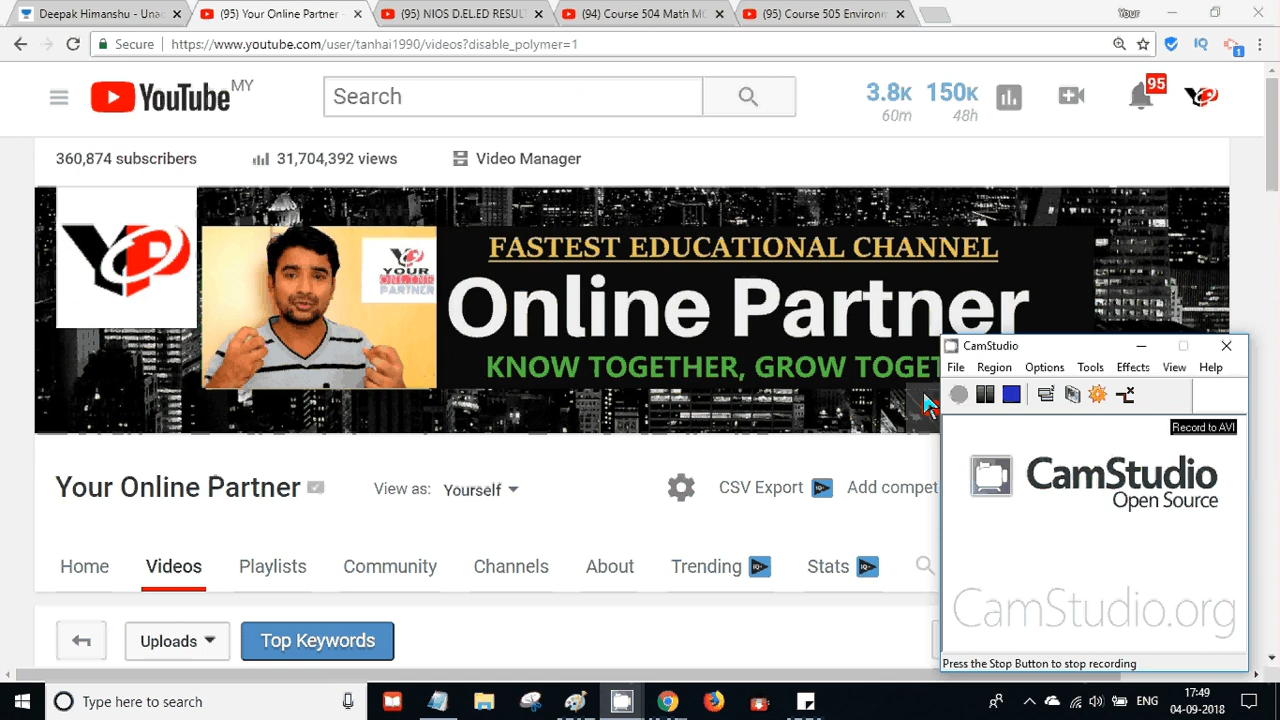 Deepak Himanshu - Unac
(95) Your Online Partner -
(95) NIOS D.EL.ED RESUL
(94) Course 504 Math M
(95) Course 505 Environm
Your
Secure
https://www.youtube.com/user/tanhai1990/videos?disable_polymer=1
YouTube MY
Search
3.8K 60m
150K 48h
95
360,874 subscribers
31,704,392 views
Video Manager
YOUR
ONLINE
PARTNER
FASTEST EDUCATIONAL CHANNEL
Online Partner
KNOW TOGETHER, GROW TOGET
CamStudio
File Region Options Tools Effects View Help
Record to AVI
CamStudio
Open Source
CamStudio.org
Press the Stop Button to stop recording
Your Online Partner
View as: Yourself
CSV Export
Add compet
Home Videos Playlists Community Channels About Trending Stats
Uploads
Top Keywords
Type here to search
ENG
17:49
04-09-2018